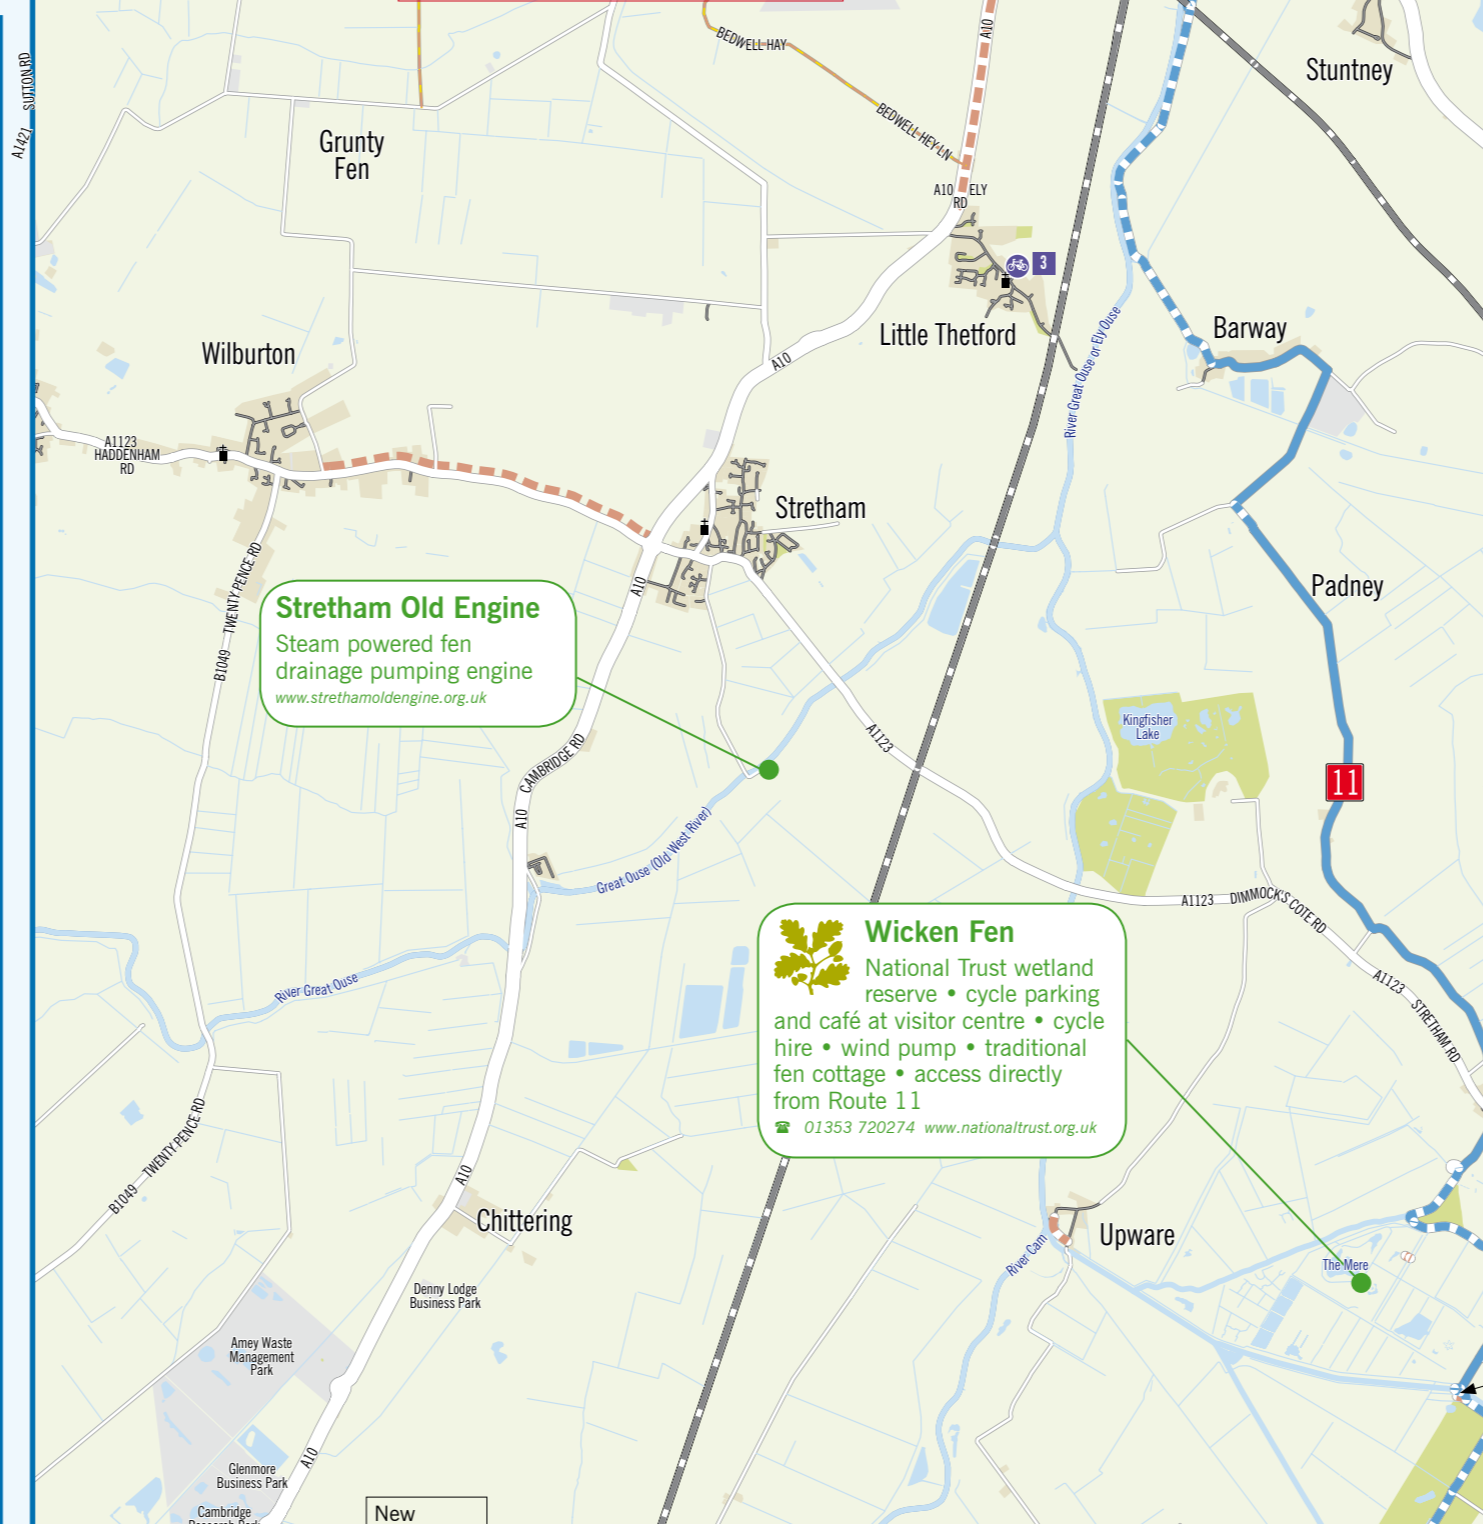 A1421
SUTTON RD
Grunty
Fen
BEDWELL HAY
BEDWELL HEY LN
A10
A10 ELY
RD
Stuntney
3
Little Thetford
River Great Ouse or Ely Ouse
Barway
Wilburton
A10
A1123
HADDENHAM
RD
Stretham
Padney
TWENTY PENCE RD
B1049
A10
Stretham Old Engine
Steam powered fen
drainage pumping engine
www.strethamoldengine.org.uk
A1123
Kingfisher
Lake
11
CAMBRIDGE RD
A10
Great Ouse (Old West River)
A1123
DIMMOCK'S COTE RD
A1123
STRETHAM RD
River Great Ouse
Wicken Fen
National Trust wetland
reserve • cycle parking
and café at visitor centre • cycle
hire • wind pump • traditional
fen cottage • access directly
from Route 11
☎ 01353 720274 www.nationaltrust.org.uk
B1049
TWENTY PENCE RD
A10
Chittering
Upware
River Cam
The Mere
Denny Lodge
Business Park
Amey Waste
Management
Park
A10
Glenmore
Business Park
Cambridge
Research Park
New